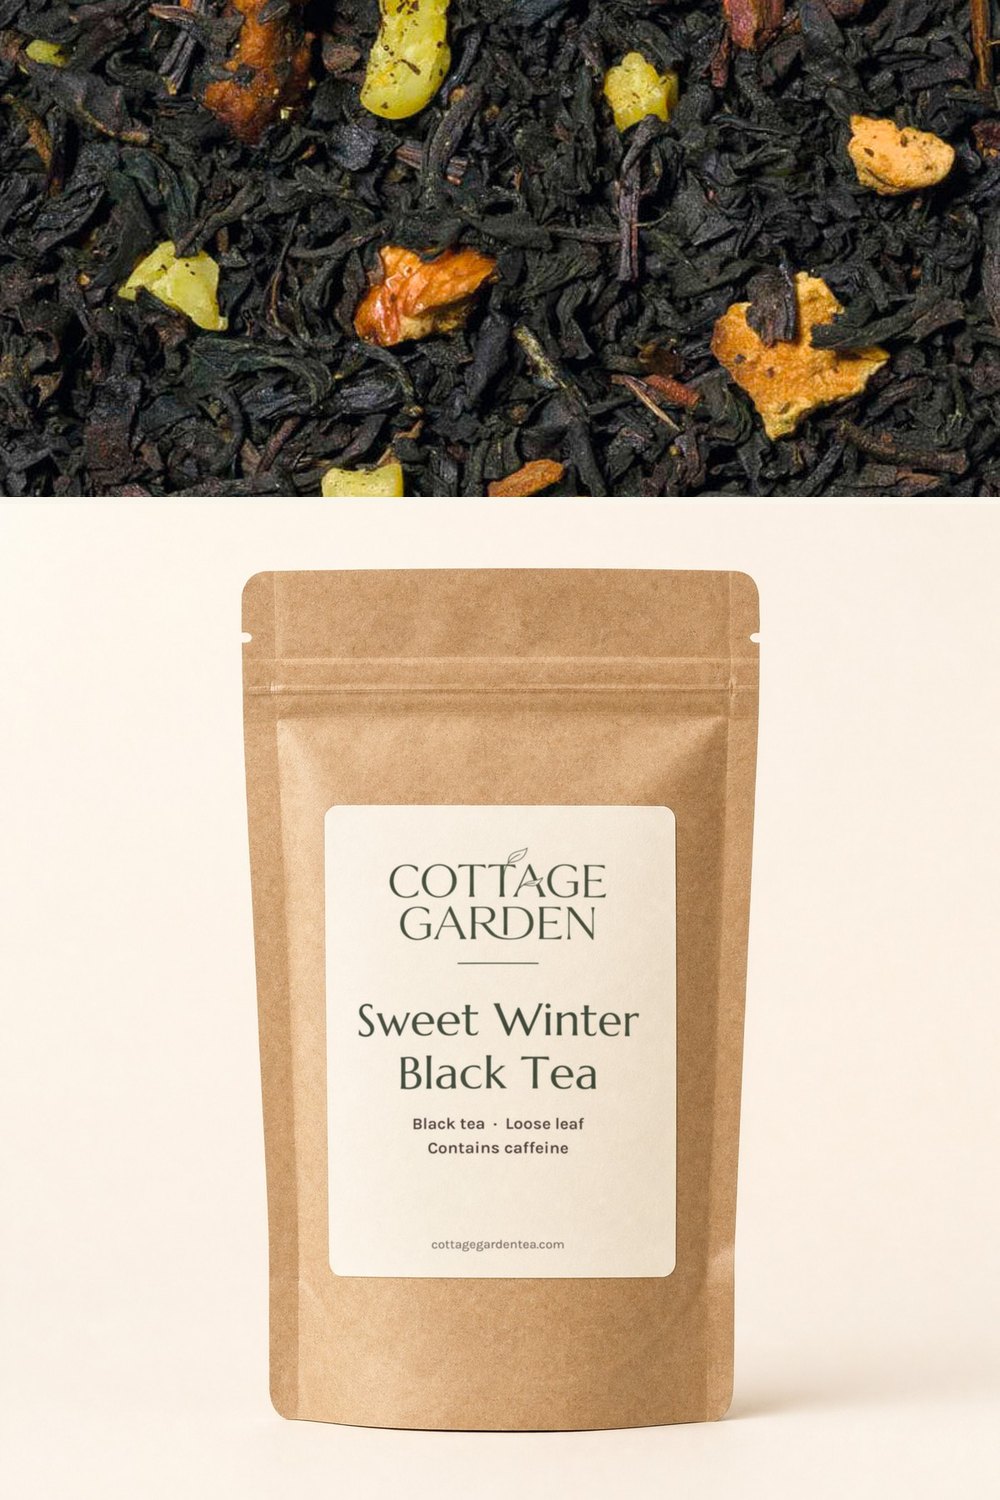 COTTAGE
GARDEN
Sweet Winter
Black Tea
Black tea · Loose leaf
Contains caffeine
cottagegardentea.com